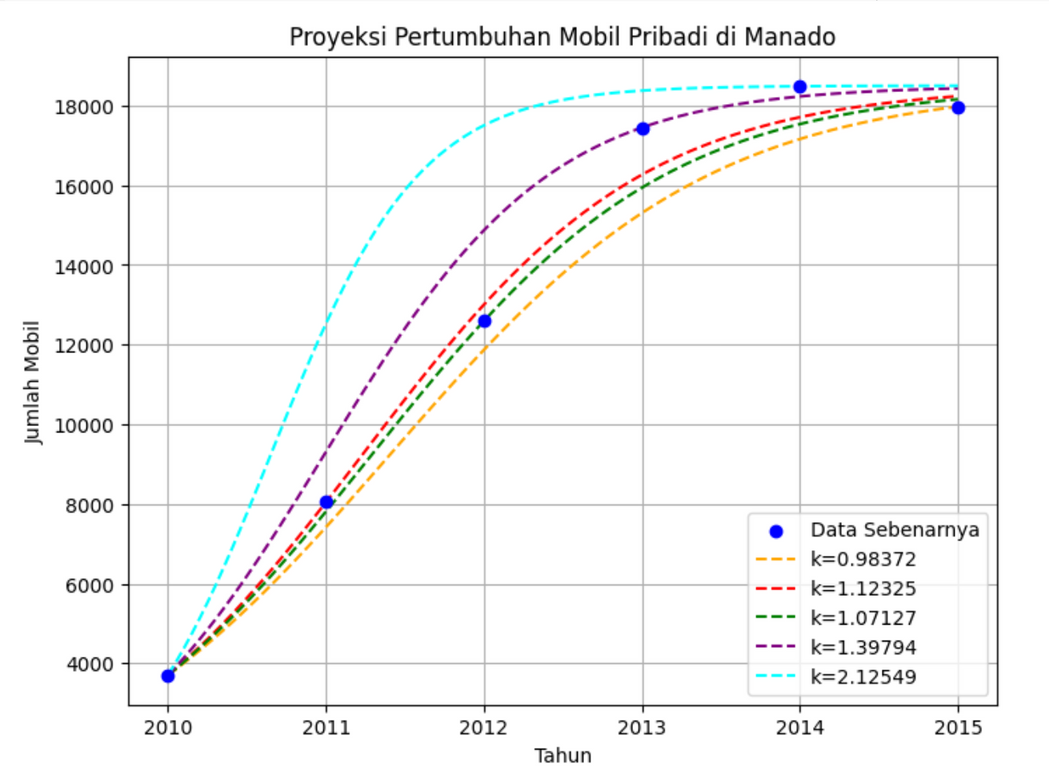 Proyeksi Pertumbuhan Mobil Pribadi di Manado
18000
16000
14000
12000
10000
8000
6000
4000
Jumlah Mobil
2010 2011 2012 2013 2014 2015
Tahun
Data Sebenarnya
k=0.98372
k=1.12325
k=1.07127
k=1.39794
k=2.12549